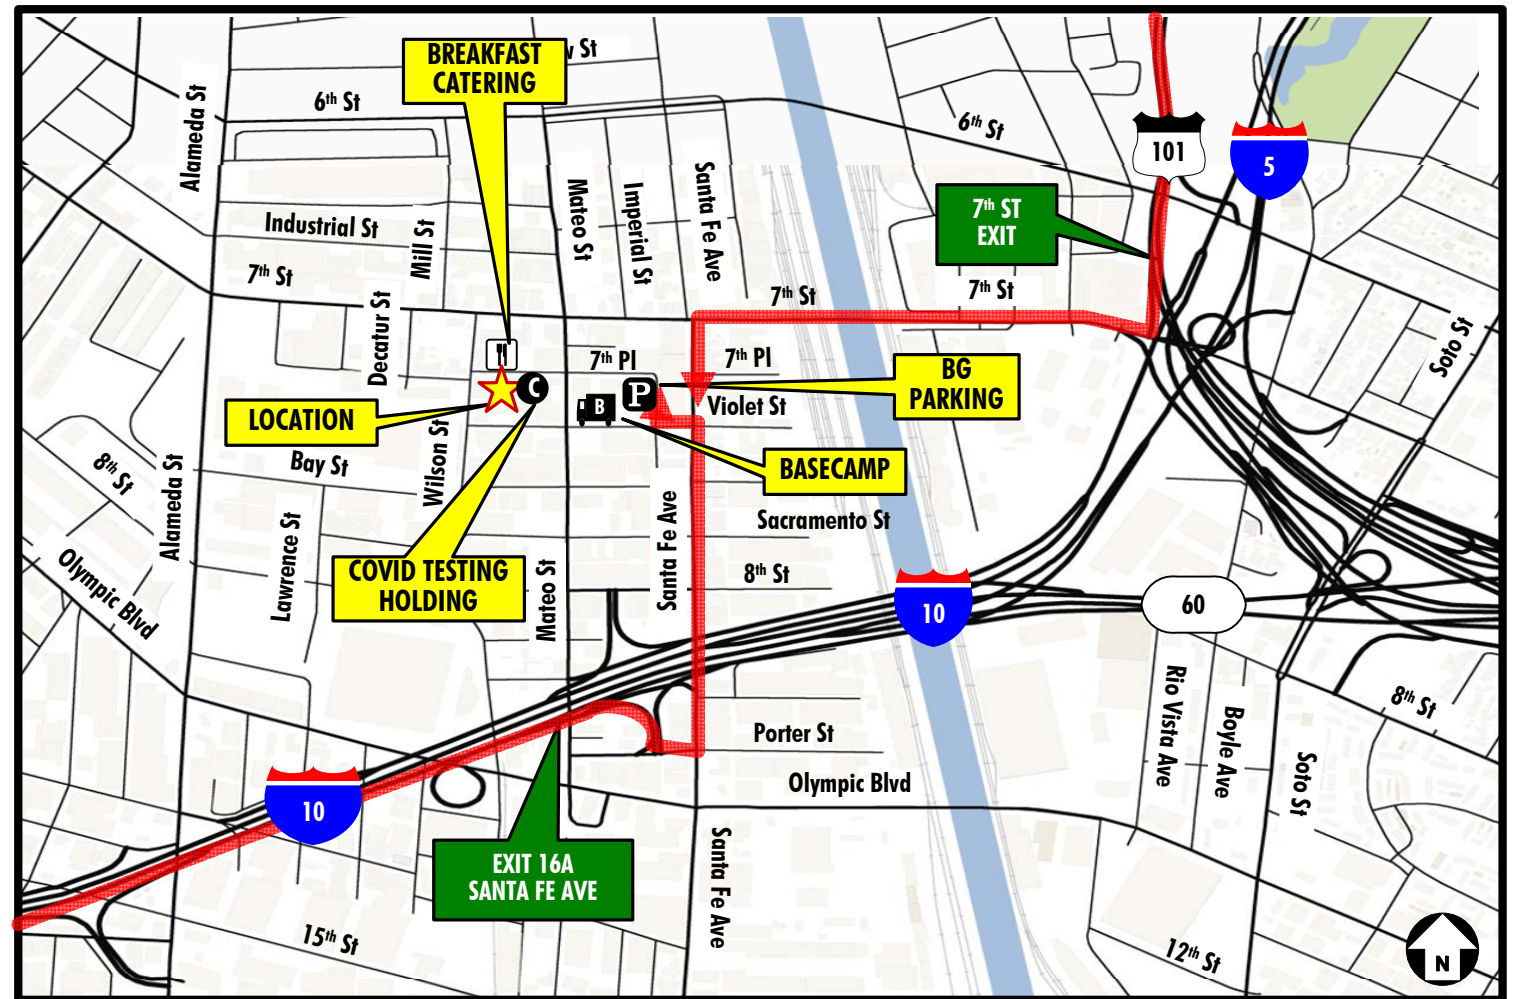 BREAKFAST
CATERING
St
6th St
6th St
Alameda St
101
5
Industrial St
Mill St
Mateo St
Imperial St
Santa Fe Ave
7th ST
EXIT
7th St
7th St
7th St
Decatur St
7th Pl
7th Pl
BG
PARKING
Soto St
C
P
B
Violet St
LOCATION
Bay St
Wilson St
BASECAMP
8th St
Alameda St
Lawrence St
Santa Fe Ave
Sacramento St
COVID TESTING
HOLDING
Mateo St
8th St
Olympic Blvd
10
60
Rio Vista Ave
Boyle Ave
8th St
Porter St
Soto St
Olympic Blvd
10
EXIT 16A
SANTA FE AVE
Santa Fe Ave
15th St
12th St
N